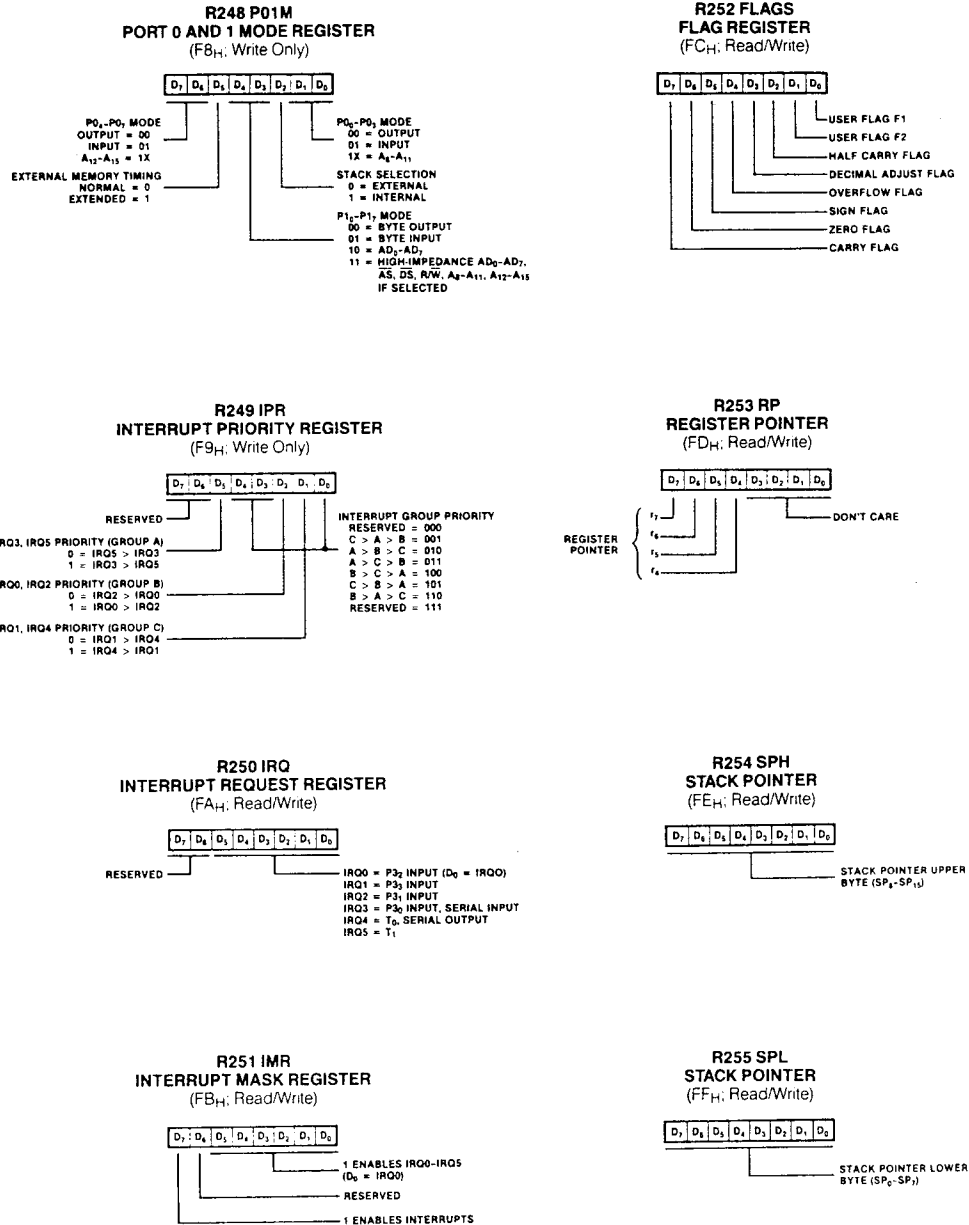 R248 P01M
PORT 0 AND 1 MODE REGISTER
(F8H; Write Only)
D7 D6 D5 D4 D3 D2 D1 D0
P04-P07 MODE
OUTPUT = 00
INPUT = 01
A12-A15 = 1X
EXTERNAL MEMORY TIMING
NORMAL = 0
EXTENDED = 1
P00-P03 MODE
00 = OUTPUT
01 = INPUT
1X = A8-A11
STACK SELECTION
0 = EXTERNAL
1 = INTERNAL
P10-P17 MODE
00 = BYTE OUTPUT
01 = BYTE INPUT
10 = AD0-AD7
11 = HIGH-IMPEDANCE AD0-AD7,
AS, DS, R/W, A8-A11, A12-A15
IF SELECTED
R252 FLAGS
FLAG REGISTER
(FCH; Read/Write)
D7 D6 D5 D4 D3 D2 D1 D0
USER FLAG F1
USER FLAG F2
HALF CARRY FLAG
DECIMAL ADJUST FLAG
OVERFLOW FLAG
SIGN FLAG
ZERO FLAG
CARRY FLAG
R249 IPR
INTERRUPT PRIORITY REGISTER
(F9H; Write Only)
D7 D6 D5 D4 D3 D2 D1 D0
RESERVED
RQ3, IRQ5 PRIORITY (GROUP A)
0 = IRQ5 > IRQ3
1 = IRQ3 > IRQ5
RQ0, IRQ2 PRIORITY (GROUP B)
0 = IRQ2 > IRQ0
1 = IRQ0 > IRQ2
RQ1, IRQ4 PRIORITY (GROUP C)
0 = IRQ1 > IRQ4
1 = IRQ4 > IRQ1
INTERRUPT GROUP PRIORITY
RESERVED = 000
C > A > B = 001
A > B > C = 010
A > C > B = 011
B > C > A = 100
C > B > A = 101
B > A > C = 110
RESERVED = 111
R253 RP
REGISTER POINTER
(FDH; Read/Write)
D7 D6 D5 D4 D3 D2 D1 D0
REGISTER
POINTER
r7
r6
r5
r4
DON'T CARE
R250 IRQ
INTERRUPT REQUEST REGISTER
(FAH; Read/Write)
D7 D6 D5 D4 D3 D2 D1 D0
RESERVED
IRQ0 = P32 INPUT (D0 = IRQ0)
IRQ1 = P33 INPUT
IRQ2 = P31 INPUT
IRQ3 = P30 INPUT, SERIAL INPUT
IRQ4 = T0, SERIAL OUTPUT
IRQ5 = T1
R254 SPH
STACK POINTER
(FEH; Read/Write)
D7 D6 D5 D4 D3 D2 D1 D0
STACK POINTER UPPER
BYTE (SP8-SP15)
R251 IMR
INTERRUPT MASK REGISTER
(FBH; Read/Write)
D7 D6 D5 D4 D3 D2 D1 D0
1 ENABLES IRQ0-IRQ5
(D0 = IRQ0)
RESERVED
1 ENABLES INTERRUPTS
R255 SPL
STACK POINTER
(FFH; Read/Write)
D7 D6 D5 D4 D3 D2 D1 D0
STACK POINTER LOWER
BYTE (SP0-SP7)